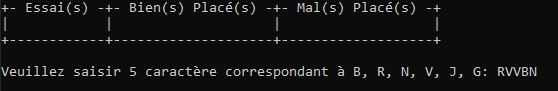 +- Essai(s) -+- Bien(s) Placé(s) -+- Mal(s) Placé(s) -+
|            |                    |                   |
+------------+--------------------+-------------------+
Veuillez saisir 5 caractère correspondant à B, R, N, V, J, G: RVVBN